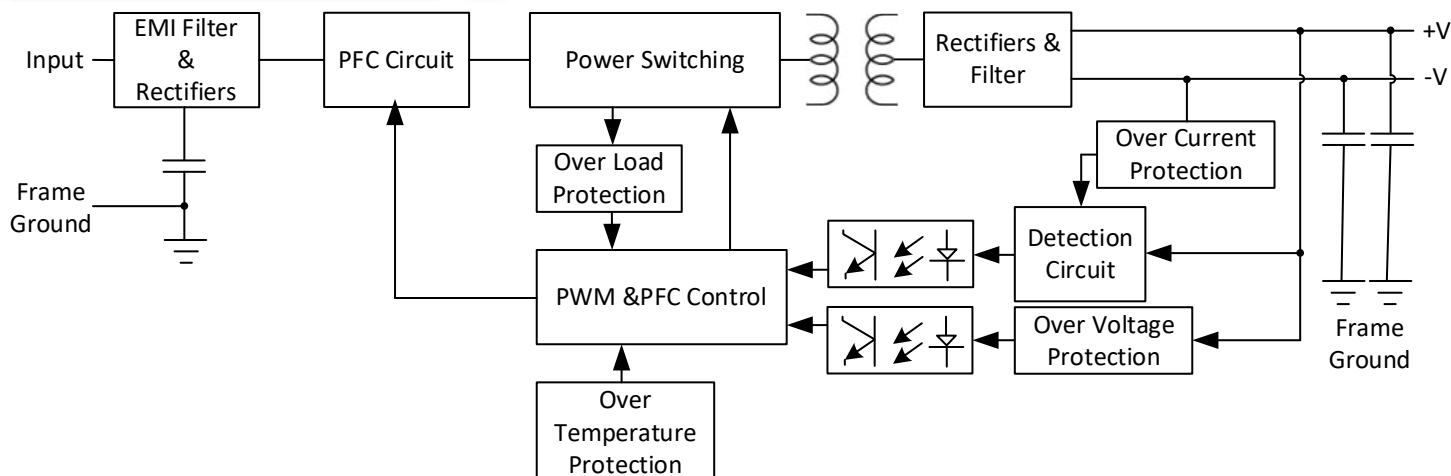 Input
EMI Filter
&
Rectifiers
PFC Circuit
Power Switching
Rectifiers &
Filter
+V
-V
Over Load
Protection
Over Current
Protection
Frame
Ground
Detection
Circuit
PWM &PFC Control
Over Voltage
Protection
Frame
Ground
Over
Temperature
Protection